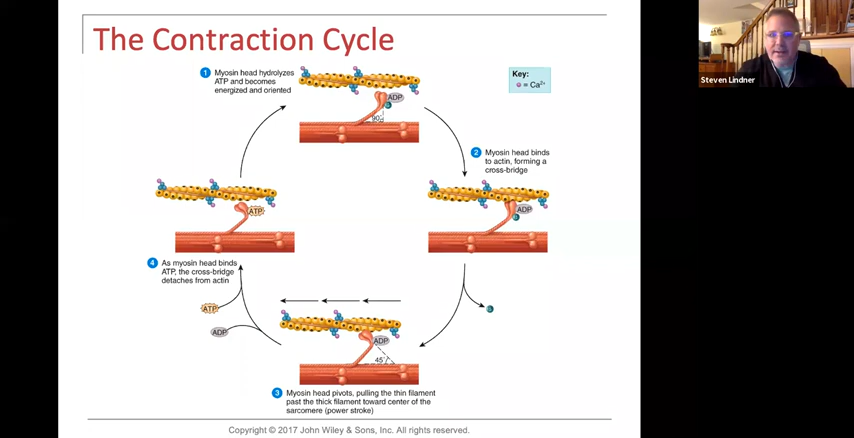 The Contraction Cycle
1 Myosin head hydrolyzes
ATP and becomes
energized and oriented
ADP
90°
Key:
= Ca2+
Steven Lindner
2 Myosin head binds
to actin, forming a
cross-bridge
ADP
ATP
4 As myosin head binds
ATP, the cross-bridge
detaches from actin
ATP
ADP
ADP
45°
3 Myosin head pivots, pulling the thin filament
past the thick filament toward center of the
sarcomere (power stroke)
Copyright © 2017 John Wiley & Sons, Inc. All rights reserved.